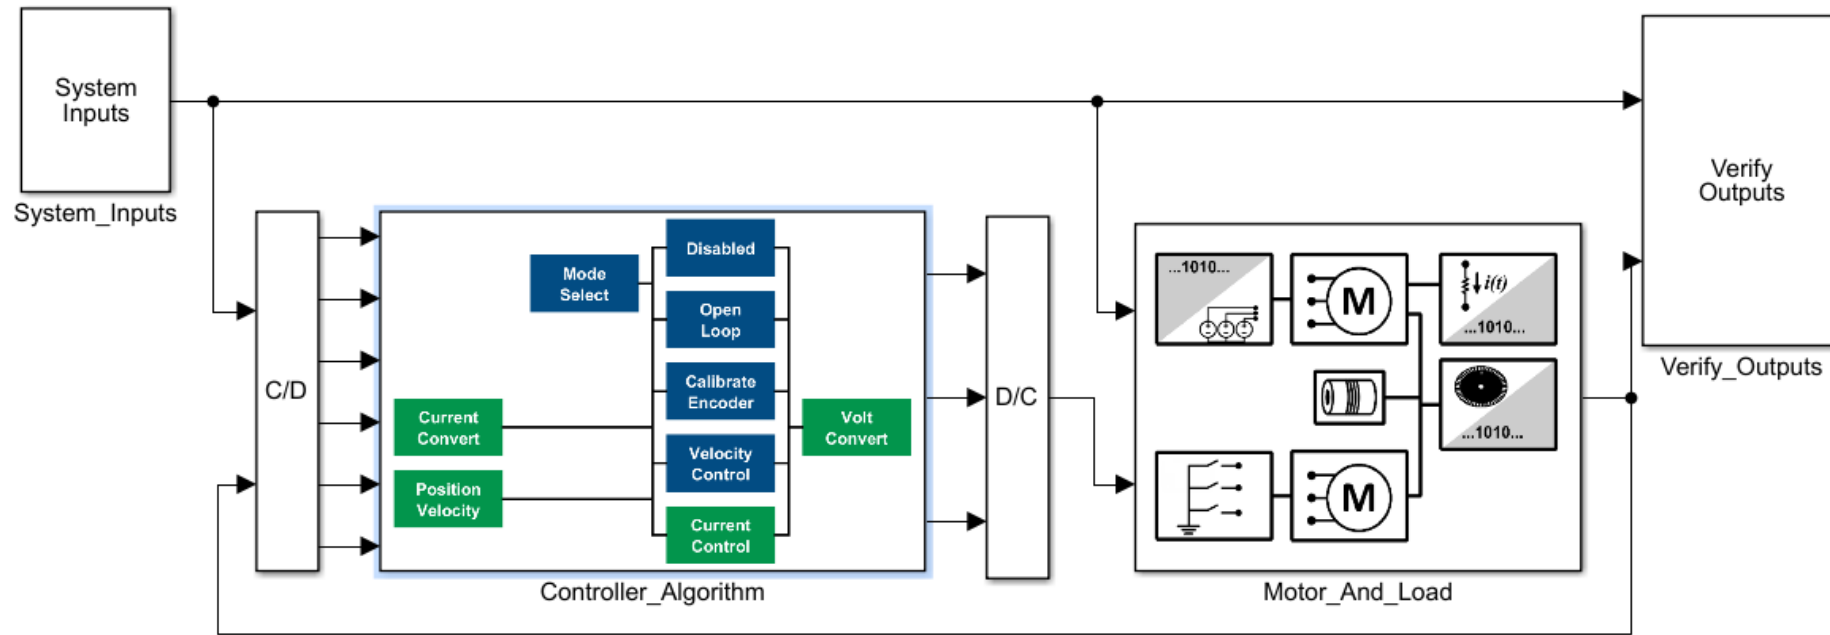 System
Inputs
System_Inputs
C/D
Mode
Select
Disabled
Open
Loop
Calibrate
Encoder
Velocity
Control
Current
Control
Current
Convert
Position
Velocity
Volt
Convert
Controller_Algorithm
D/C
...1010...
M
i(t)
...1010...
...1010...
M
Motor_And_Load
Verify
Outputs
Verify_Outputs